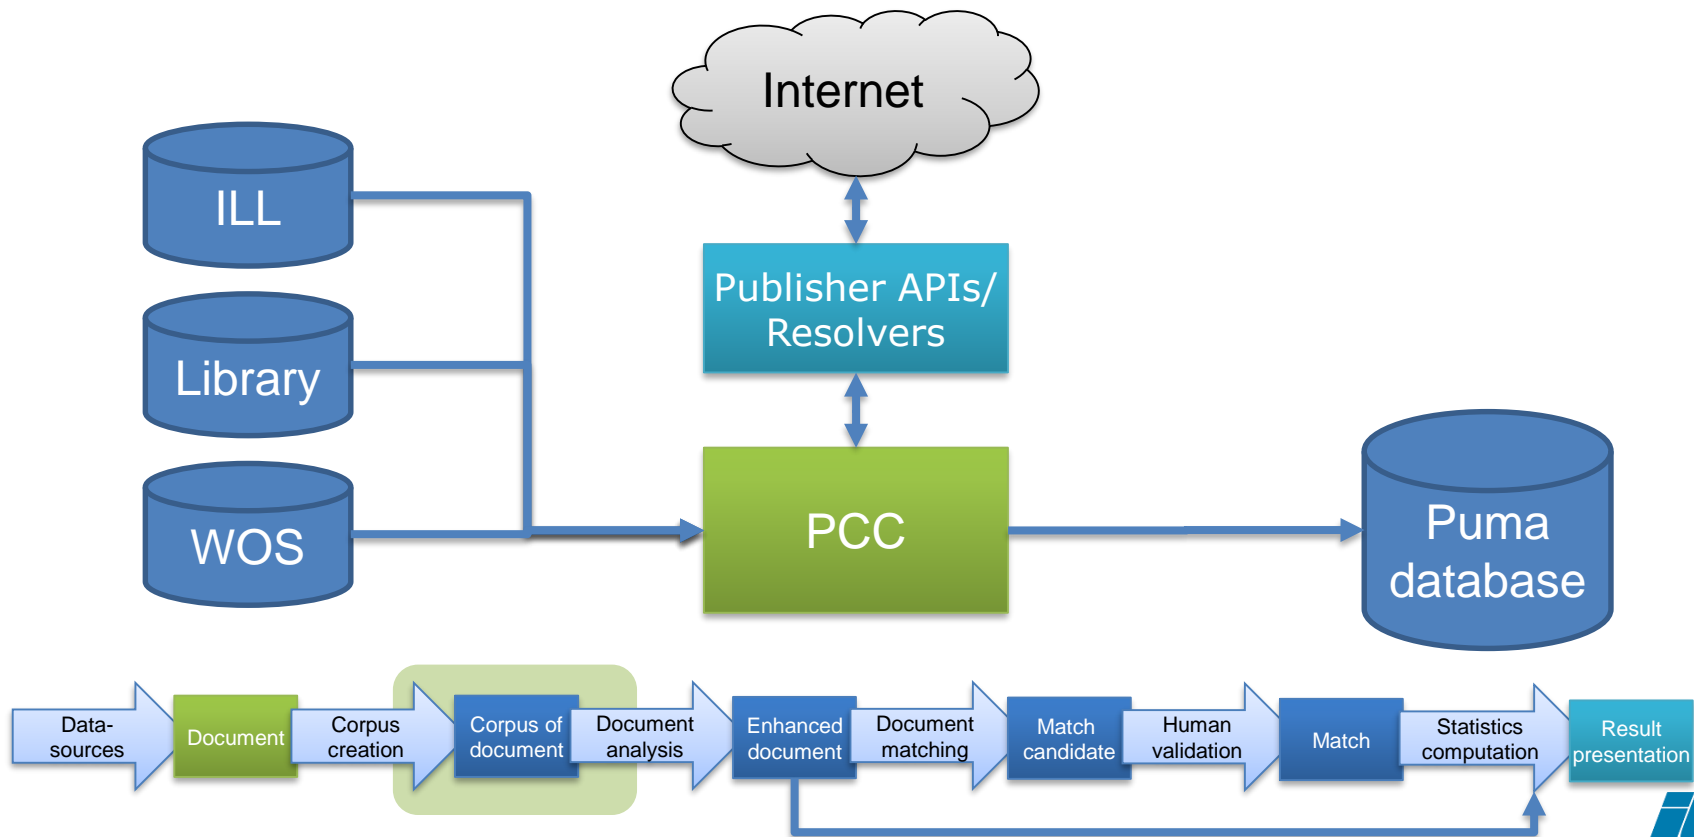 Internet
ILL
Publisher APIs/
Resolvers
Library
PCC
WOS
Puma
database
Data-
sources
Document
Corpus
creation
Corpus of
document
Document
analysis
Enhanced
document
Document
matching
Match
candidate
Human
validation
Match
Statistics
computation
Result
presentation